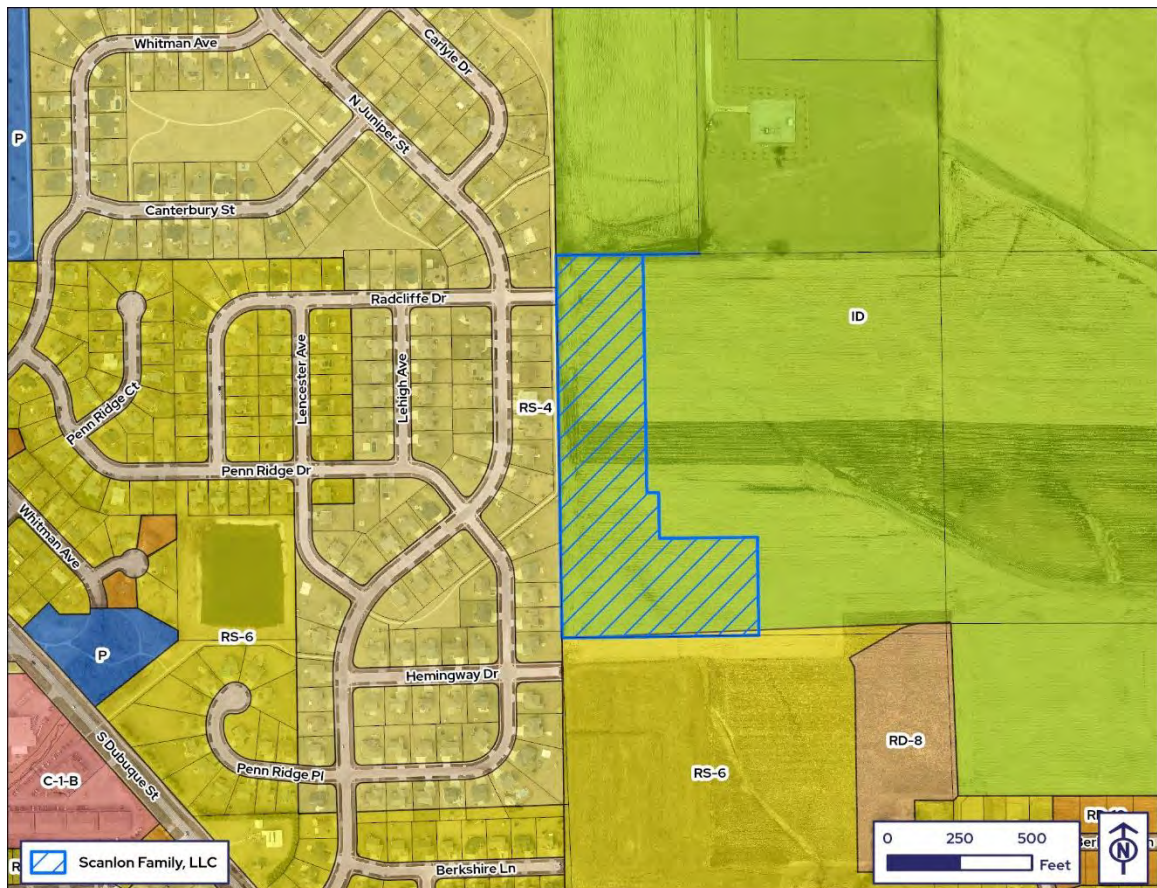 Whitman Ave
Carlyle Dr
N Juniper St
P
Canterbury St
Radcliffe Dr
ID
Lencester Ave
Lehigh Ave
RS-4
Penn Ridge Ct
Penn Ridge Dr
Whitman Ave
RS-6
P
Hemingway Dr
S Dubuque St
RD-8
C-1-B
Penn Ridge Pl
RS-6
Scanlon Family, LLC
Berkshire Ln
0 250 500
Feet
N